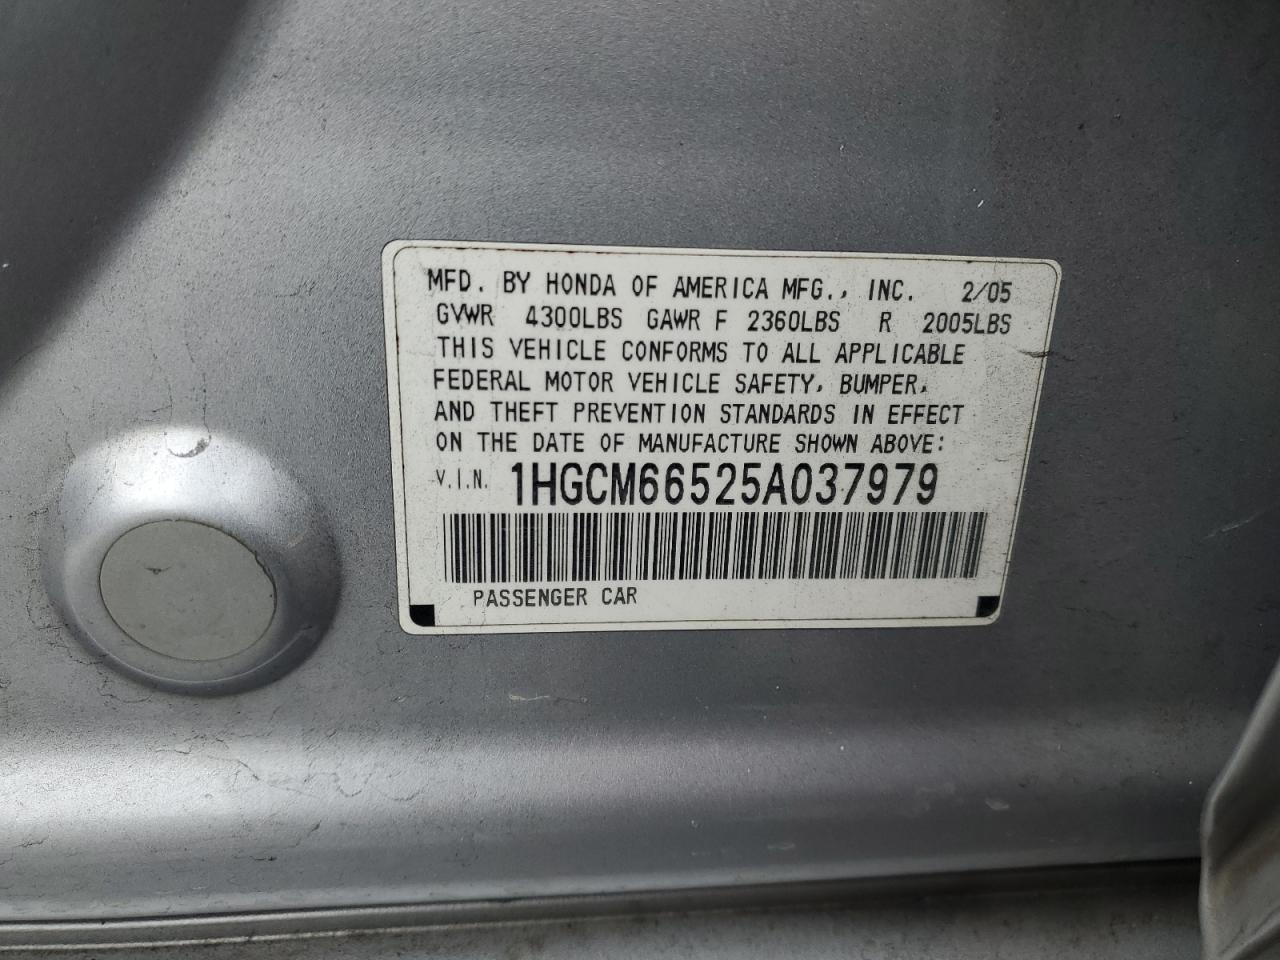 MFD. BY HONDA OF AMERICA MFG., INC. 2/05
GVWR 4300LBS GAWR F 2360LBS R 2005LBS
THIS VEHICLE CONFORMS TO ALL APPLICABLE
FEDERAL MOTOR VEHICLE SAFETY, BUMPER,
AND THEFT PREVENTION STANDARDS IN EFFECT
ON THE DATE OF MANUFACTURE SHOWN ABOVE:
V.I.N. 1HGCM66525A037979
PASSENGER CAR